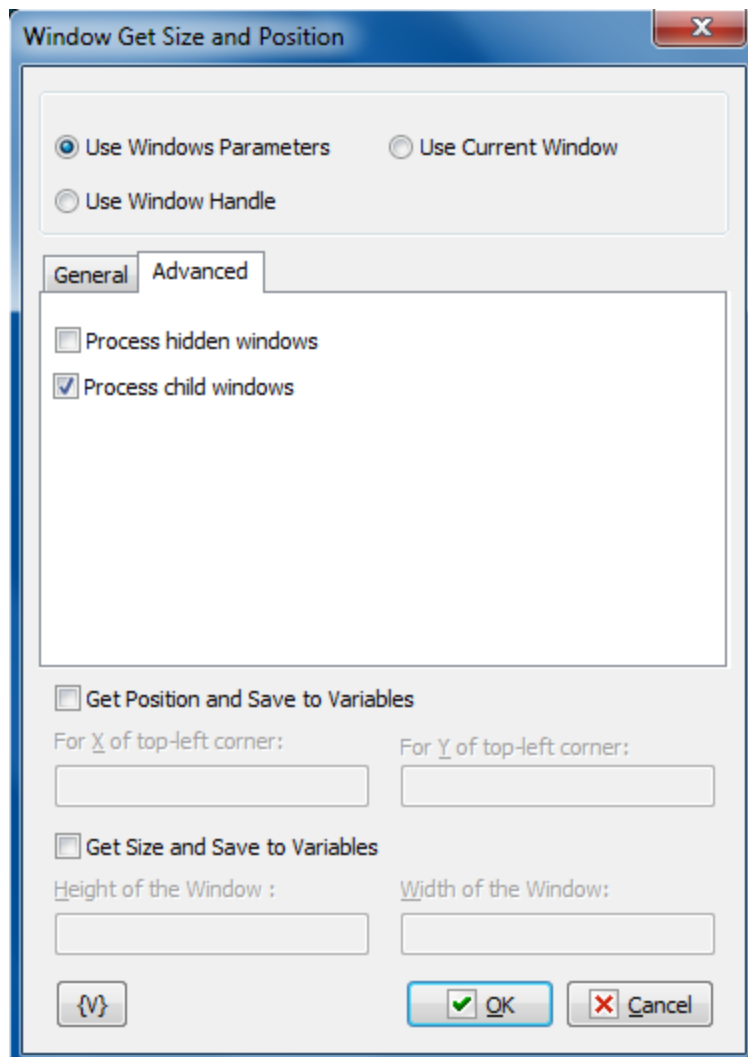 Window Get Size and Position
Use Windows Parameters
Use Current Window
Use Window Handle
General
Advanced
Process hidden windows
Process child windows
Get Position and Save to Variables
For X of top-left corner:
For Y of top-left corner:
Get Size and Save to Variables
Height of the Window :
Width of the Window:
{V}
OK
Cancel